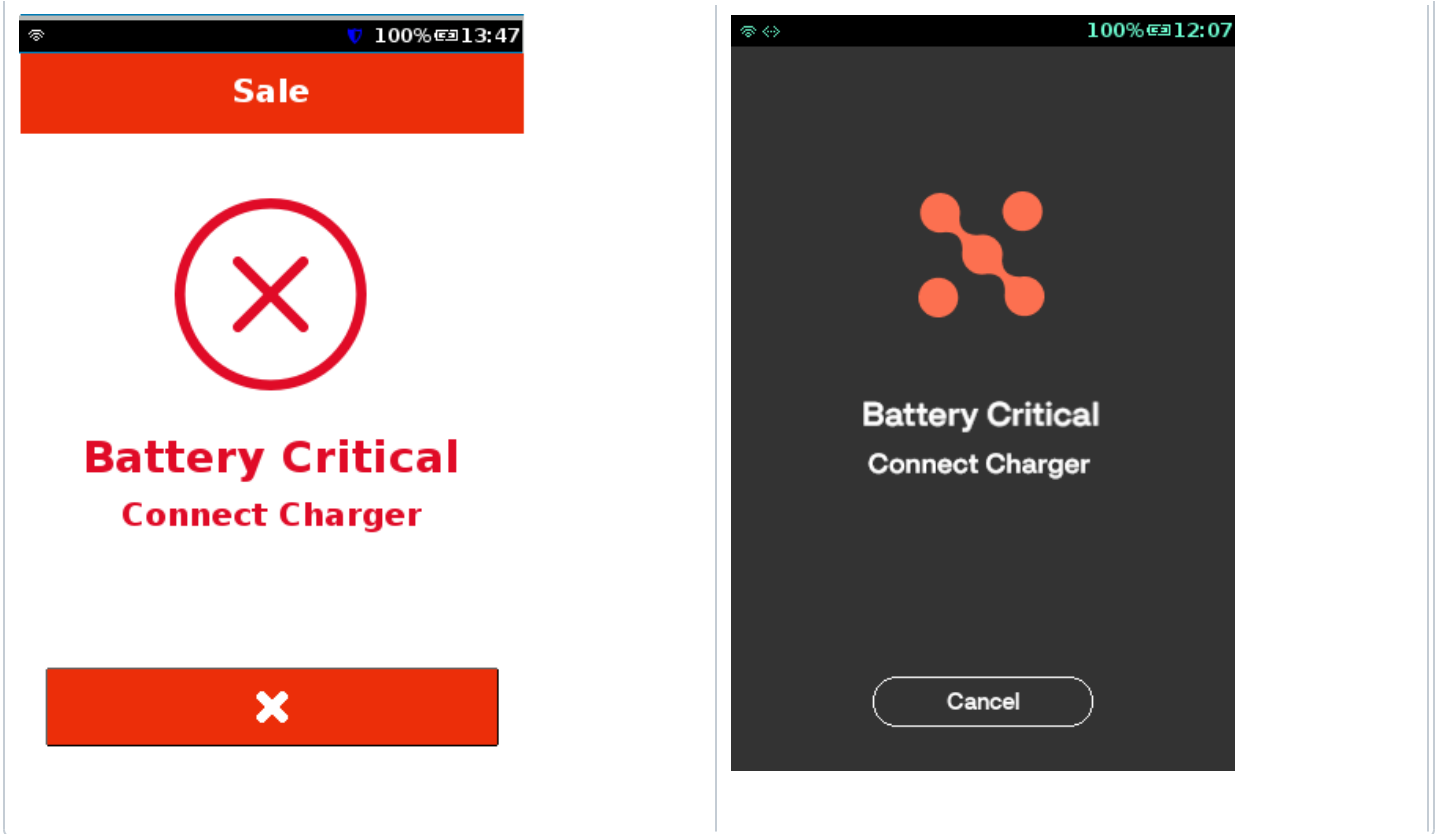 100% 13:47
Sale
Battery Critical
Connect Charger
100% 12:07
Battery Critical
Connect Charger
Cancel